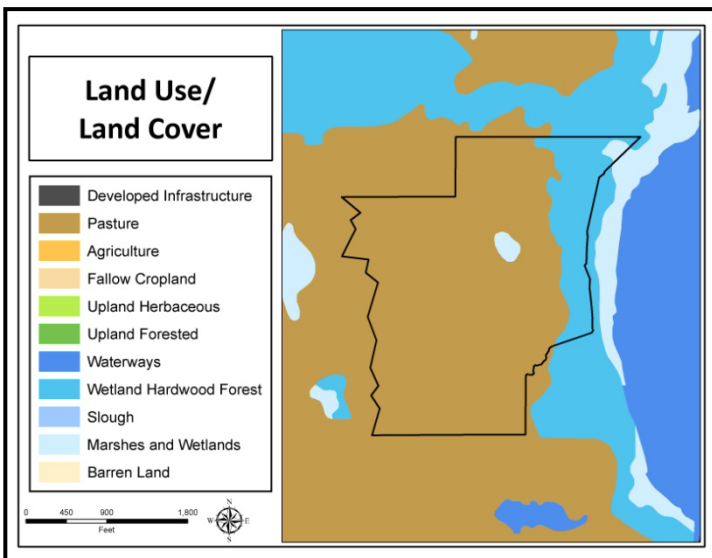 Land Use/
Land Cover
Developed Infrastructure
Pasture
Agriculture
Fallow Cropland
Upland Herbaceous
Upland Forested
Waterways
Wetland Hardwood Forest
Slough
Marshes and Wetlands
Barren Land
0 450 900 1,800
Feet
N
W E
S